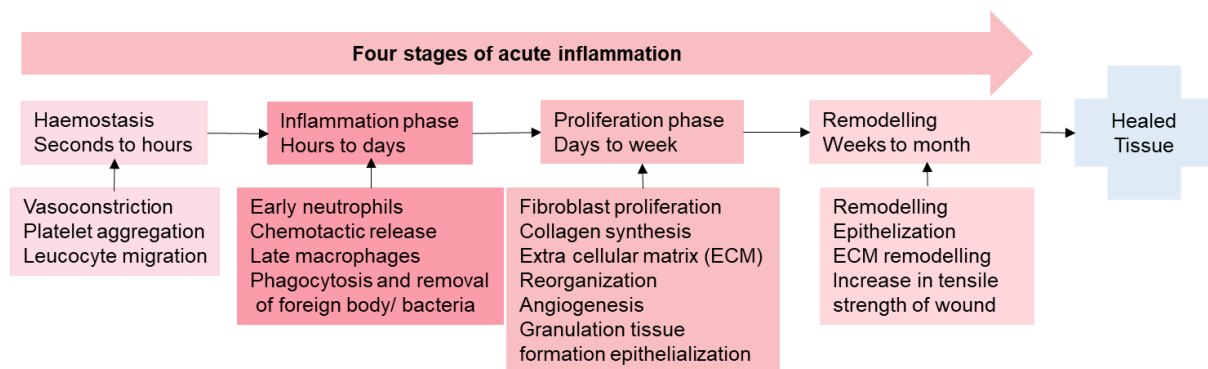 Four stages of acute inflammation
Haemostasis
Seconds to hours
Inflammation phase
Hours to days
Proliferation phase
Days to week
Remodelling
Weeks to month
Healed
Tissue
Vasoconstriction
Platelet aggregation
Leucocyte migration
Early neutrophils
Chemotactic release
Late macrophages
Phagocytosis and removal
of foreign body/ bacteria
Fibroblast proliferation
Collagen synthesis
Extra cellular matrix (ECM)
Reorganization
Angiogenesis
Granulation tissue
formation epithelialization
Remodelling
Epithelization
ECM remodelling
Increase in tensile
strength of wound